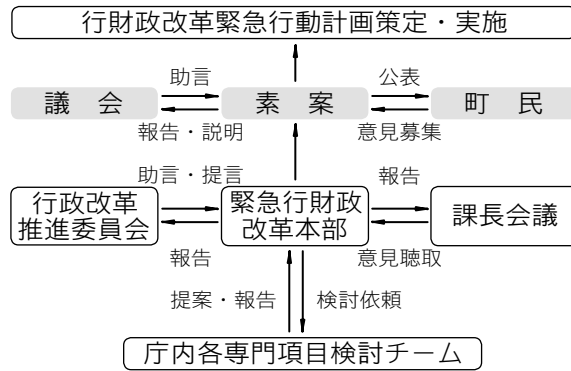 行財政改革緊急行動計画策定・実施
助言
公表
議　会
素　案
町　民
報告・説明
意見募集
助言・提言
報告
行政改革
推進委員会
緊急行財政
改革本部
課長会議
報告
意見聴取
提案・報告
検討依頼
庁内各専門項目検討チーム